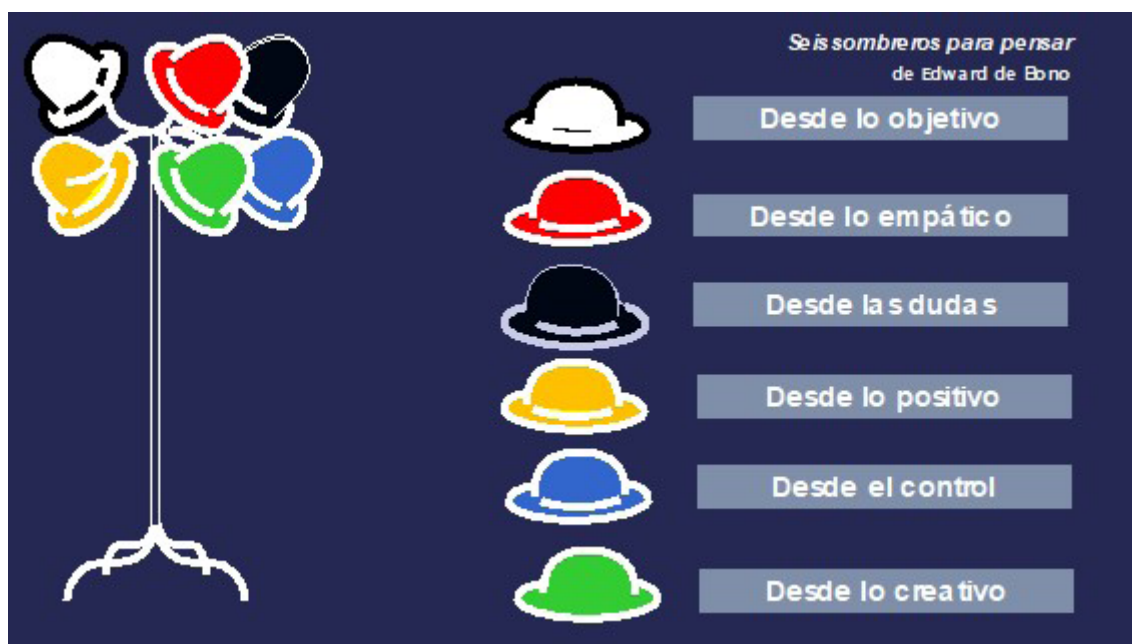 Seis sombreros para pensar
de Edward de Bono
Desde lo objetivo
Desde lo empático
Desde las dudas
Desde lo positivo
Desde el control
Desde lo creativo